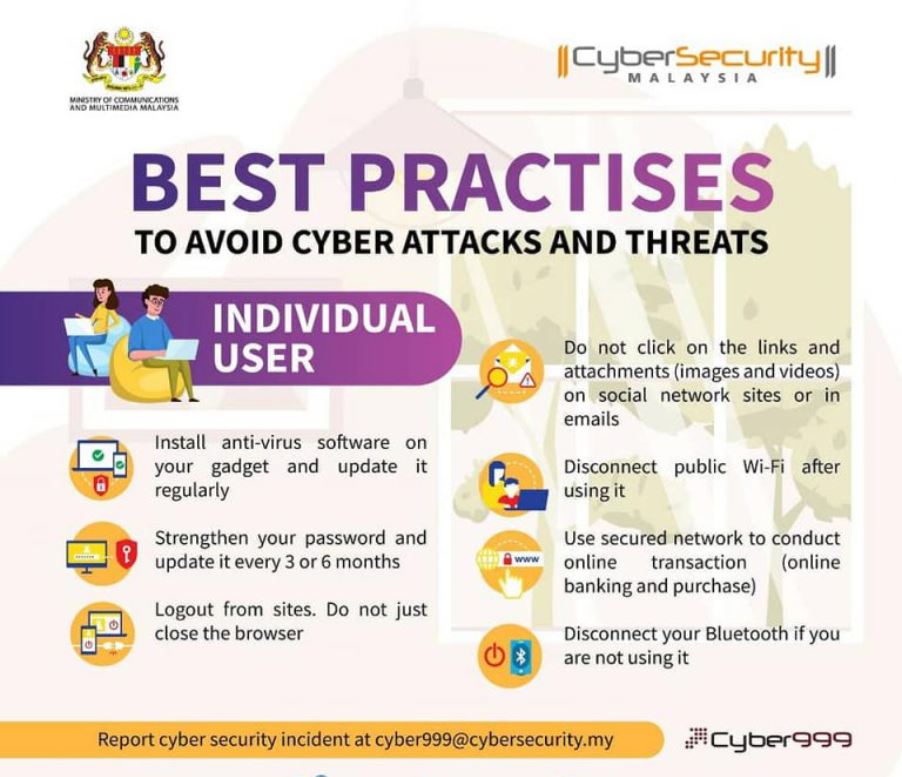 MINISTRY OF COMMUNICATIONS
AND MULTIMEDIA MALAYSIA
CyberSecurity
MALAYSIA
BEST PRACTISES
TO AVOID CYBER ATTACKS AND THREATS
INDIVIDUAL
USER
Install anti-virus software on
your gadget and update it
regularly
Strengthen your password and
update it every 3 or 6 months
Logout from sites. Do not just
close the browser
Do not click on the links and
attachments (images and videos)
on social network sites or in
emails
Disconnect public Wi-Fi after
using it
www
Use secured network to conduct
online transaction (online
banking and purchase)
Disconnect your Bluetooth if you
are not using it
Report cyber security incident at cyber999@cybersecurity.my
Cyber999